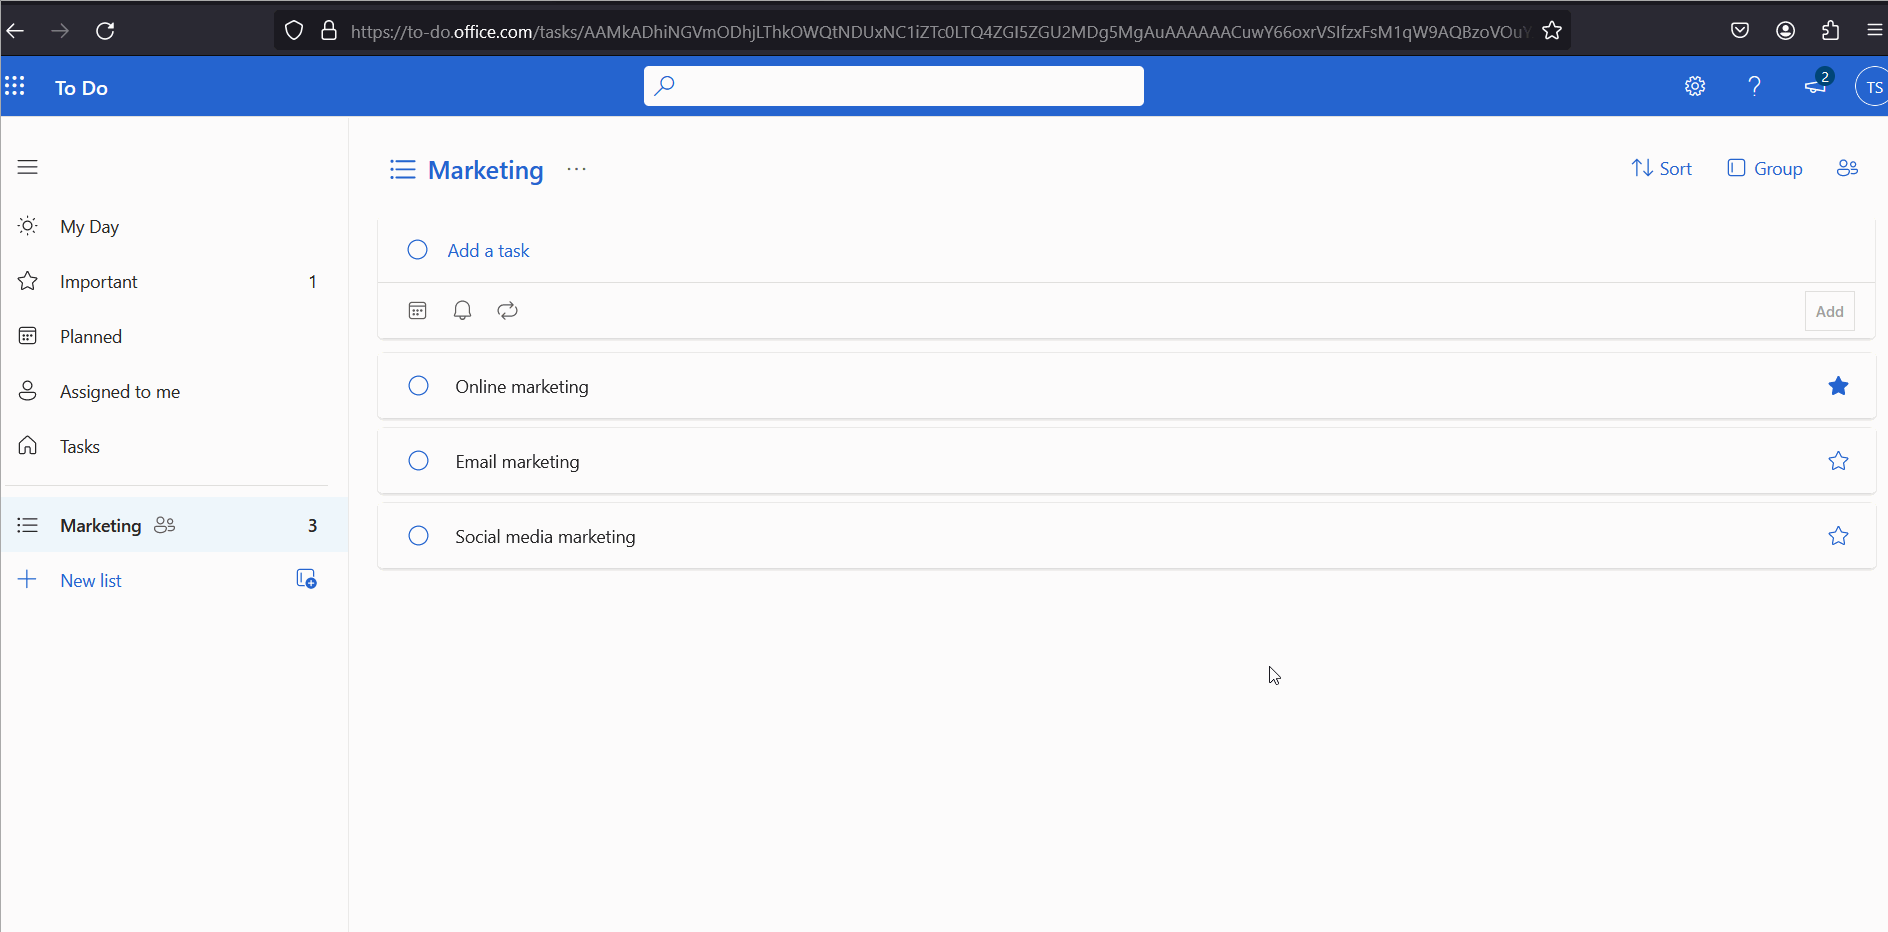 https://to-do.office.com/tasks/AAMkADhiNGVmODhjLThkOWQtNDUxNC1iZTc0LTQ4ZGI5ZGU2MDg5MgAuAAAAAACuwY66oxrVSIfzxFsM1qW9AQBzoVOuY
To Do
2
TS
Marketing
Sort
Group
My Day
Add a task
Important 1
Planned
Add
Assigned to me
Online marketing
Tasks
Email marketing
Marketing 3
Social media marketing
New list